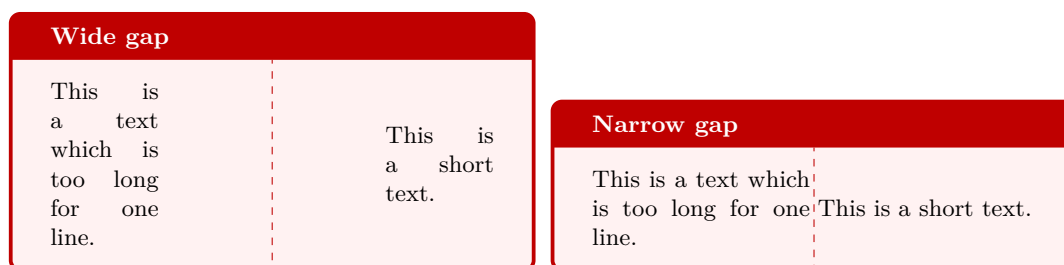 Wide gap
This is
a text
which is
too long
for one
line.
This is
a short
text.
Narrow gap
This is a text which
is too long for one
line.
This is a short text.